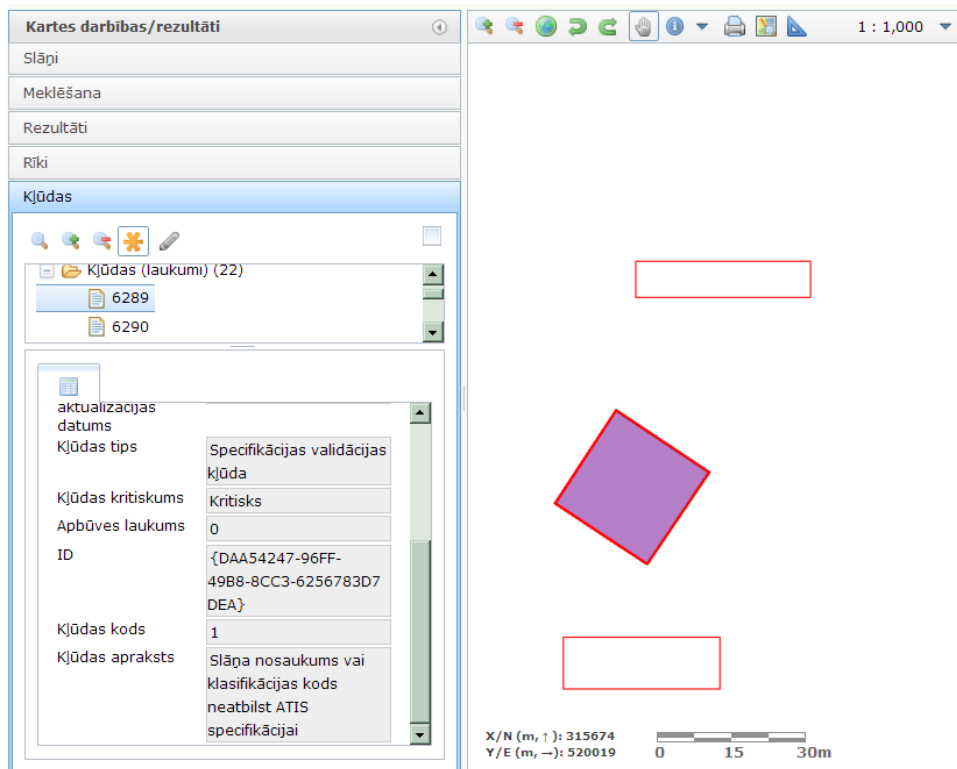 Kartes darbības/rezultāti
Slāņi
Meklēšana
Rezultāti
Rīki
Kļūdas
Kļūdas (laukumi) (22)
6289
6290
aktualizācijas
datums
Kļūdas tips
Specifikācijas validācijas
kļūda
Kļūdas kritiskums
Kritisks
Apbūves laukums
0
ID
{DAA54247-96FF-
49B8-8CC3-6256783D7
DEA}
Kļūdas kods
1
Kļūdas apraksts
Slāņa nosaukums vai
klasifikācijas kods
neatbilst ATIS
specifikācijai
1 : 1,000
X/N (m, ↑): 315674
Y/E (m, →): 520019
0 15 30m